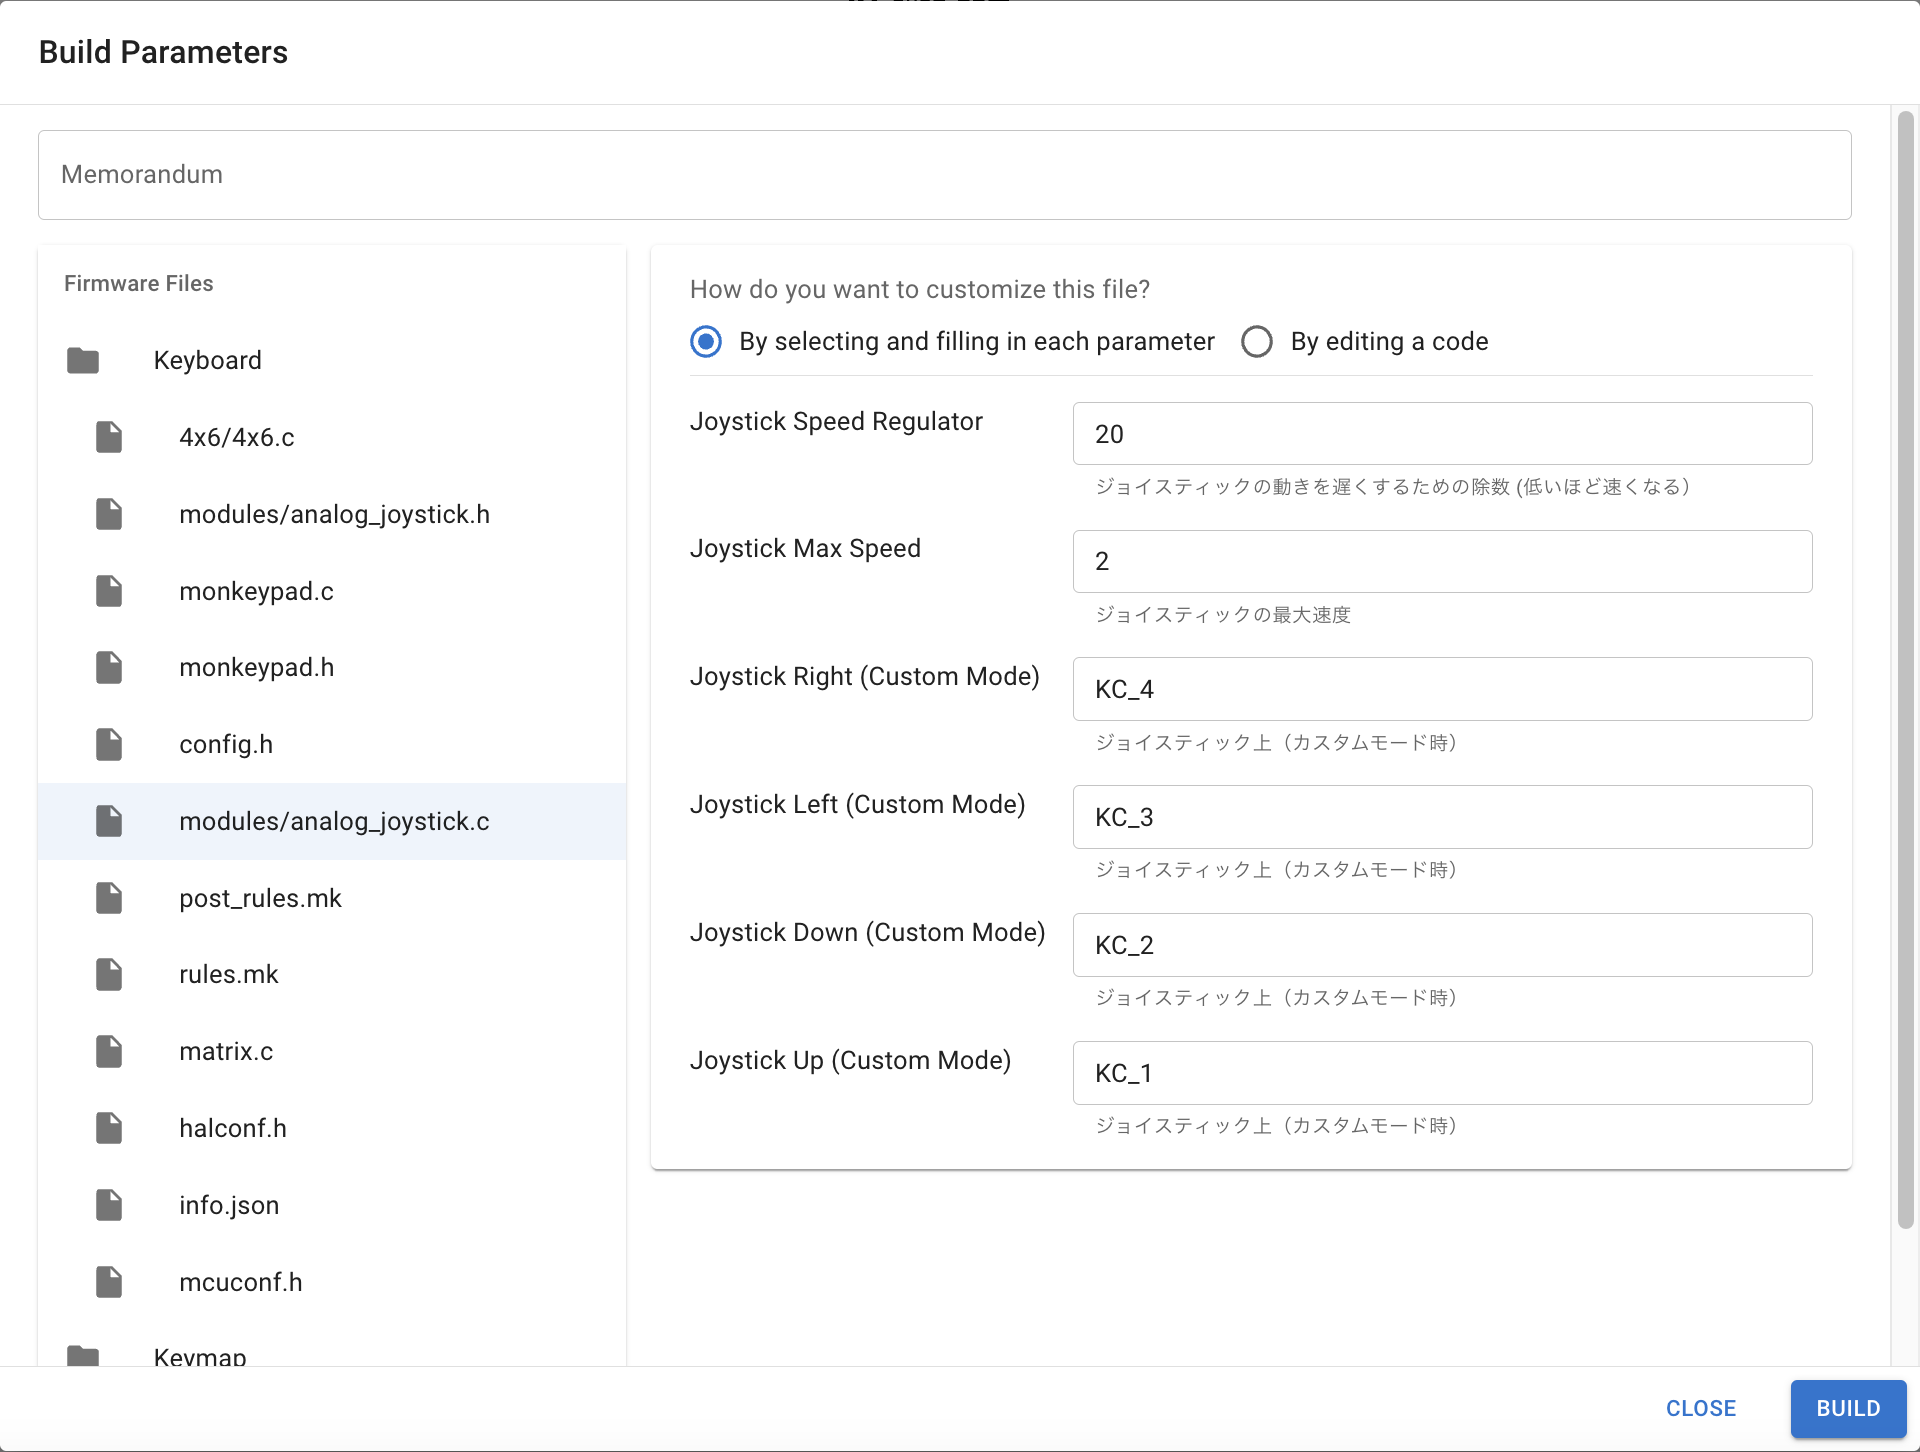 Build Parameters
Memorandum
Firmware Files
Keyboard
4x6/4x6.c
modules/analog_joystick.h
monkeypad.c
monkeypad.h
config.h
modules/analog_joystick.c
post_rules.mk
rules.mk
matrix.c
halconf.h
info.json
mcuconf.h
Keymap
How do you want to customize this file?
By selecting and filling in each parameter
By editing a code
Joystick Speed Regulator
20
ジョイスティックの動きを遅くするための除数 (低いほど速くなる）
Joystick Max Speed
2
ジョイスティックの最大速度
Joystick Right (Custom Mode)
KC_4
ジョイスティック上（カスタムモード時）
Joystick Left (Custom Mode)
KC_3
ジョイスティック上（カスタムモード時）
Joystick Down (Custom Mode)
KC_2
ジョイスティック上（カスタムモード時）
Joystick Up (Custom Mode)
KC_1
ジョイスティック上（カスタムモード時）
CLOSE
BUILD